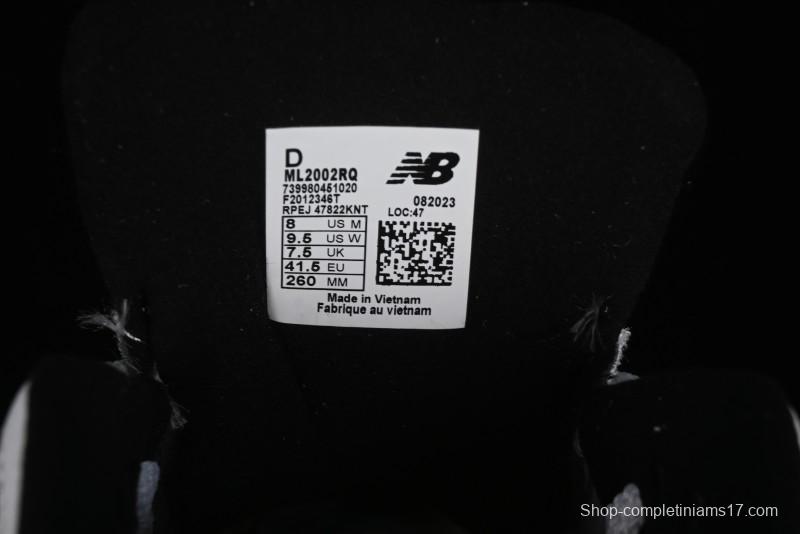 D
ML2002RQ
739980451020
F2012346T
RPEJ 47822KNT
NB
082023
LOC:47
8 US M
9.5 US W
7.5 UK
41.5 EU
260 MM
Made in Vietnam
Fabrique au vietnam
Shop-completiniams17.com